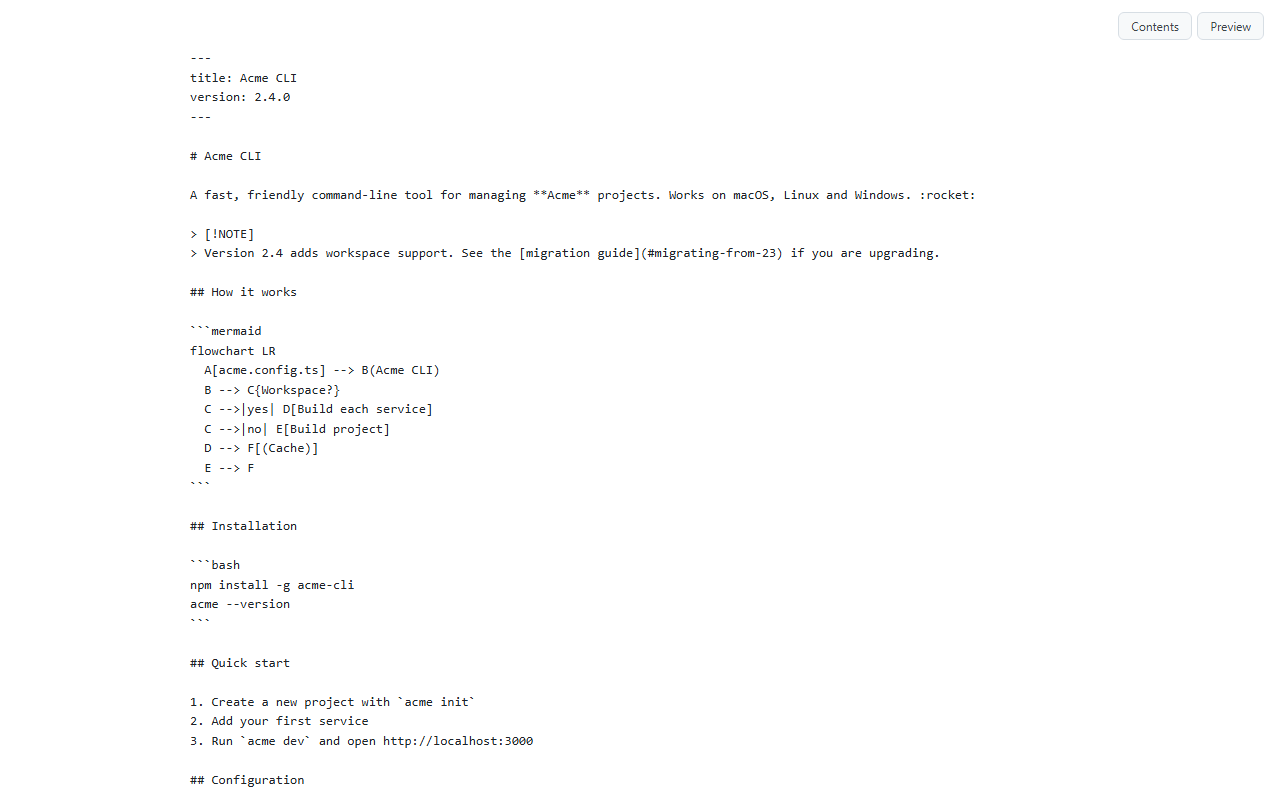 Contents
Preview
---
title: Acme CLI
version: 2.4.0
---
# Acme CLI
A fast, friendly command-line tool for managing **Acme** projects. Works on macOS, Linux and Windows. :rocket:
> [!NOTE]
> Version 2.4 adds workspace support. See the [migration guide](#migrating-from-23) if you are upgrading.
## How it works
```mermaid
flowchart LR
  A[acme.config.ts] --> B(Acme CLI)
  B --> C{Workspace?}
  C -->|yes| D[Build each service]
  C -->|no| E[Build project]
  D --> F[(Cache)]
  E --> F
```
## Installation
```bash
npm install -g acme-cli
acme --version
```
## Quick start
1. Create a new project with `acme init`
2. Add your first service
3. Run `acme dev` and open http://localhost:3000
## Configuration